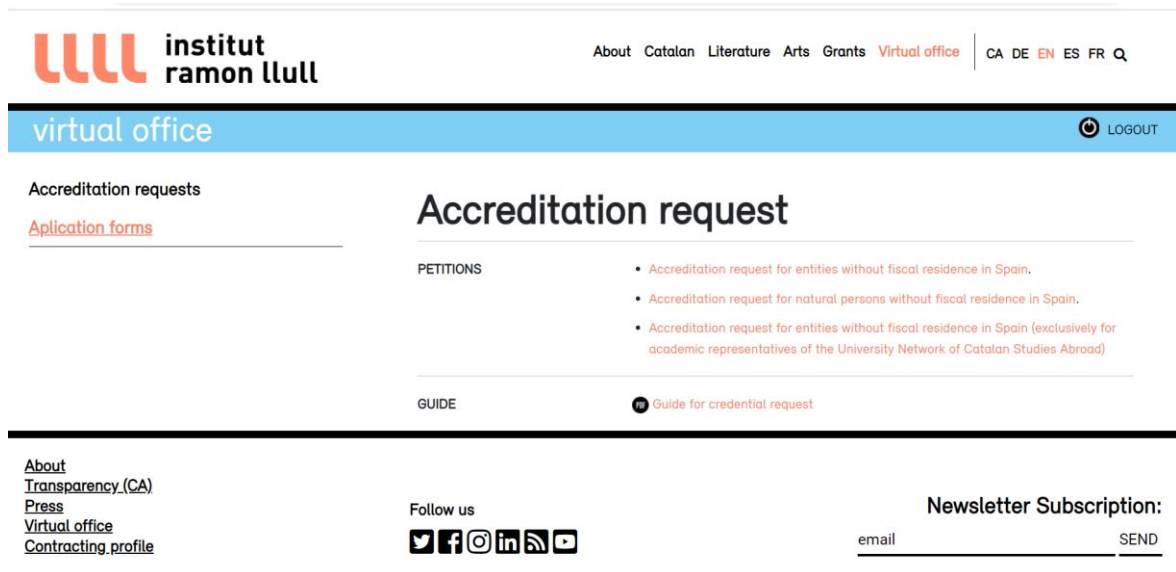 institut
ramon llull
About Catalan Literature Arts Grants Virtual office CA DE EN ES FR
virtual office
LOGOUT
Accreditation requests
Aplication forms
Accreditation request
PETITIONS
Accreditation request for entities without fiscal residence in Spain.
Accreditation request for natural persons without fiscal residence in Spain.
Accreditation request for entities without fiscal residence in Spain (exclusively for
academic representatives of the University Network of Catalan Studies Abroad)
GUIDE
PDF Guide for credential request
About
Transparency (CA)
Press
Virtual office
Contracting profile
Follow us
Newsletter Subscription:
email
SEND